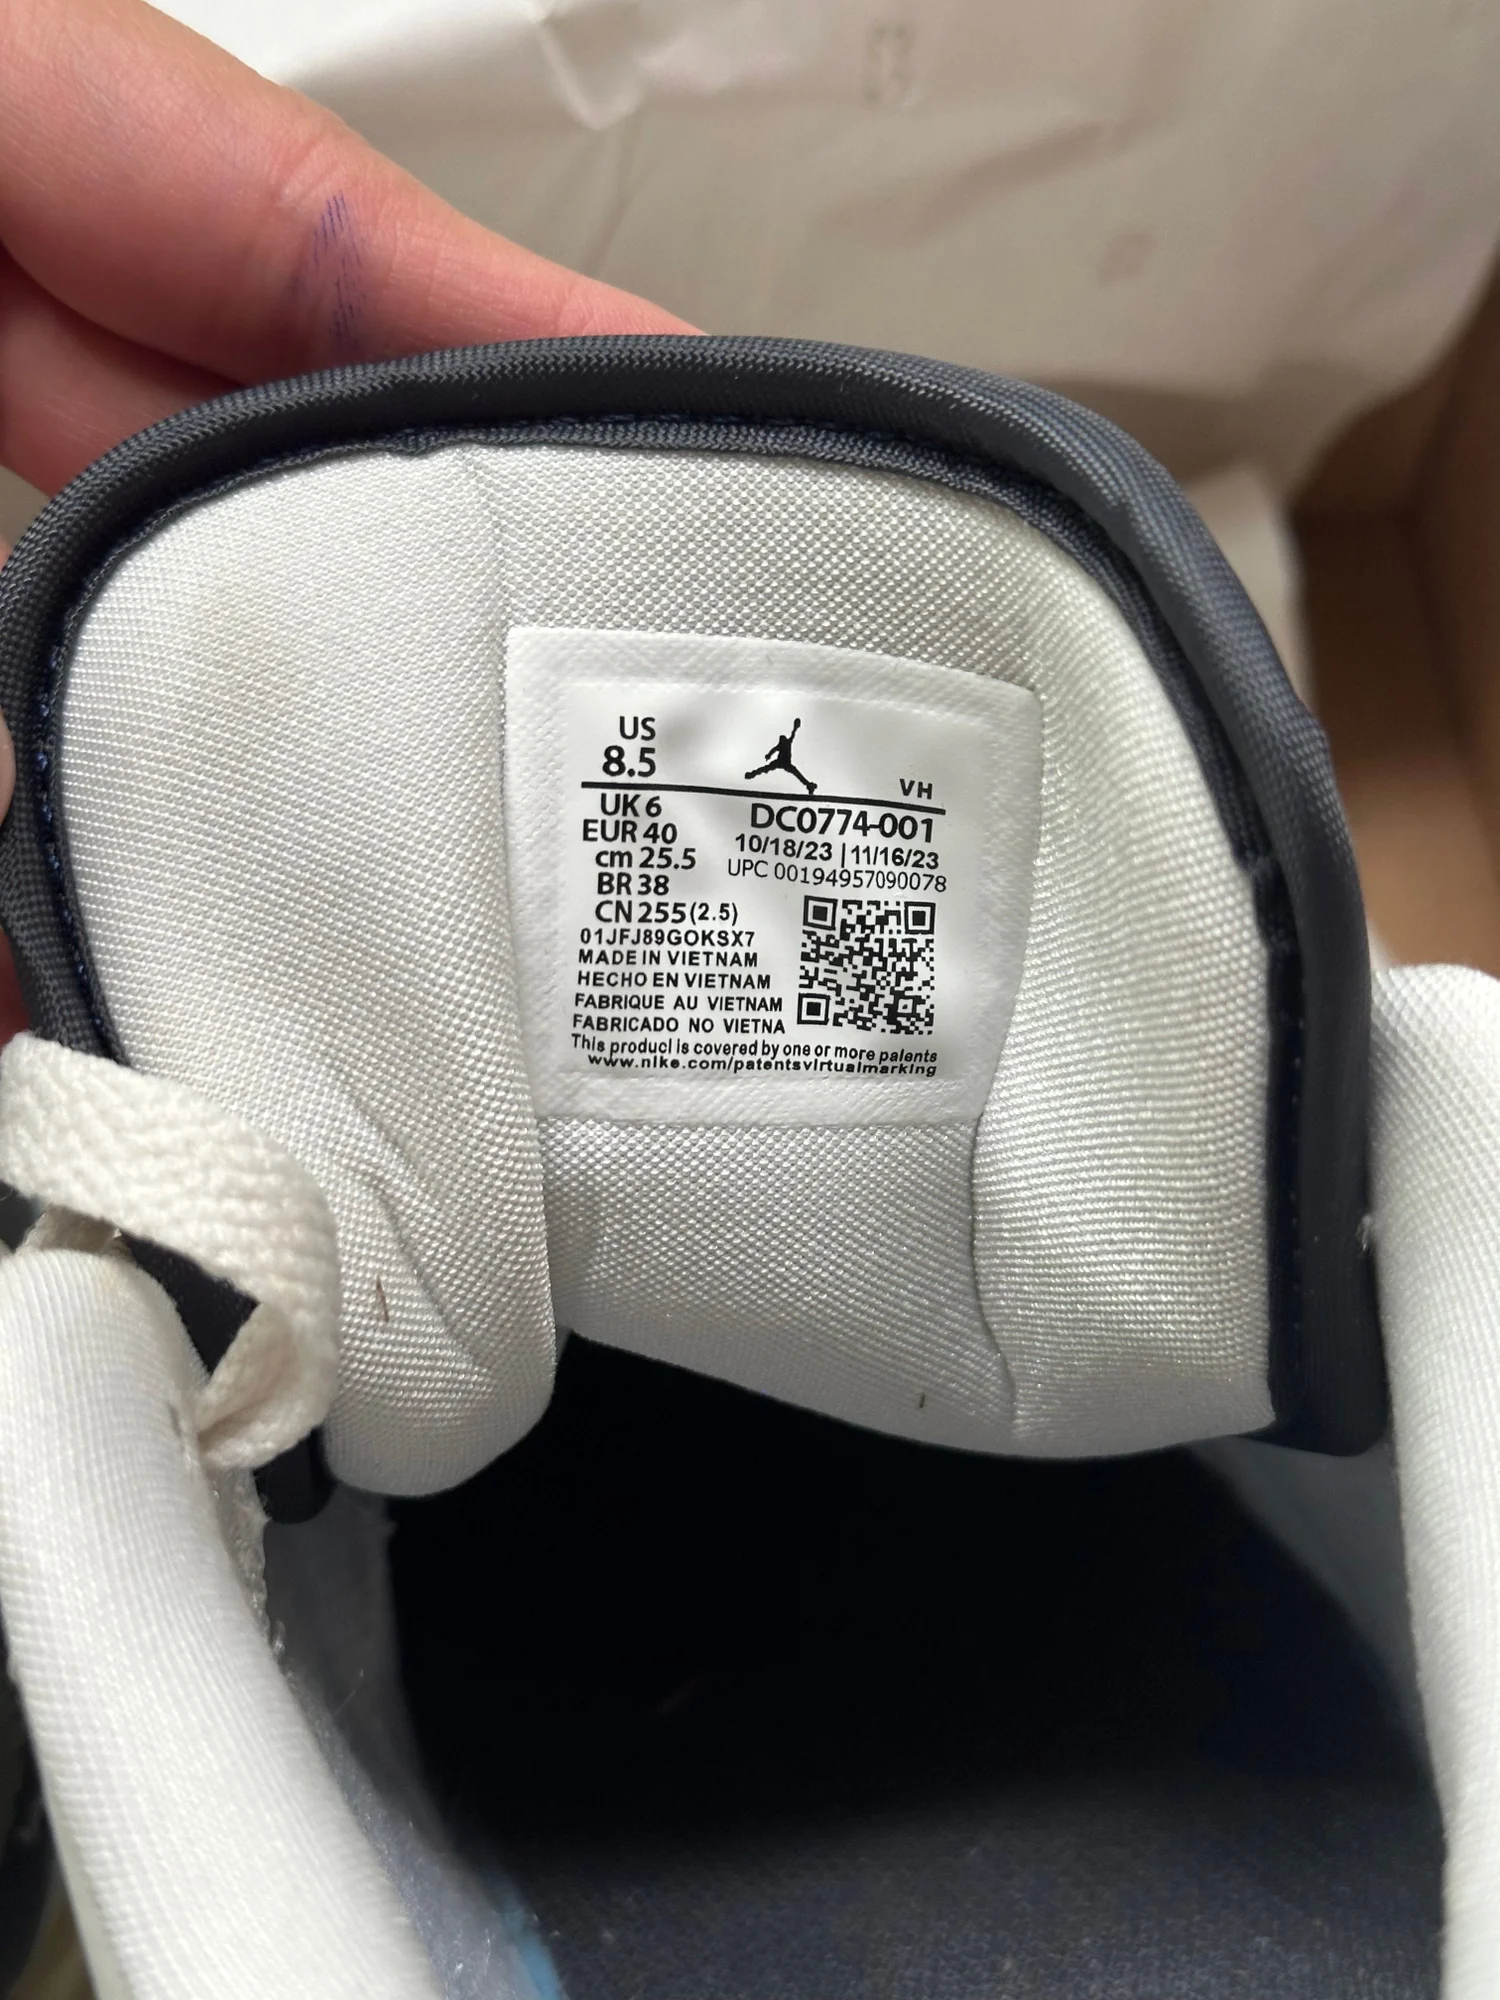 US
8.5
VH
UK 6
EUR 40
cm 25.5
BR 38
CN 255 (2.5)
DC0774-001
10/18/23 | 11/16/23
UPC 00194957090078
01JFJ89GOKSX7
MADE IN VIETNAM
HECHO EN VIETNAM
FABRIQUE AU VIETNAM
FABRICADO NO VIETNA
This product is covered by one or more patents
www.nike.com/patentsvirtualmarking